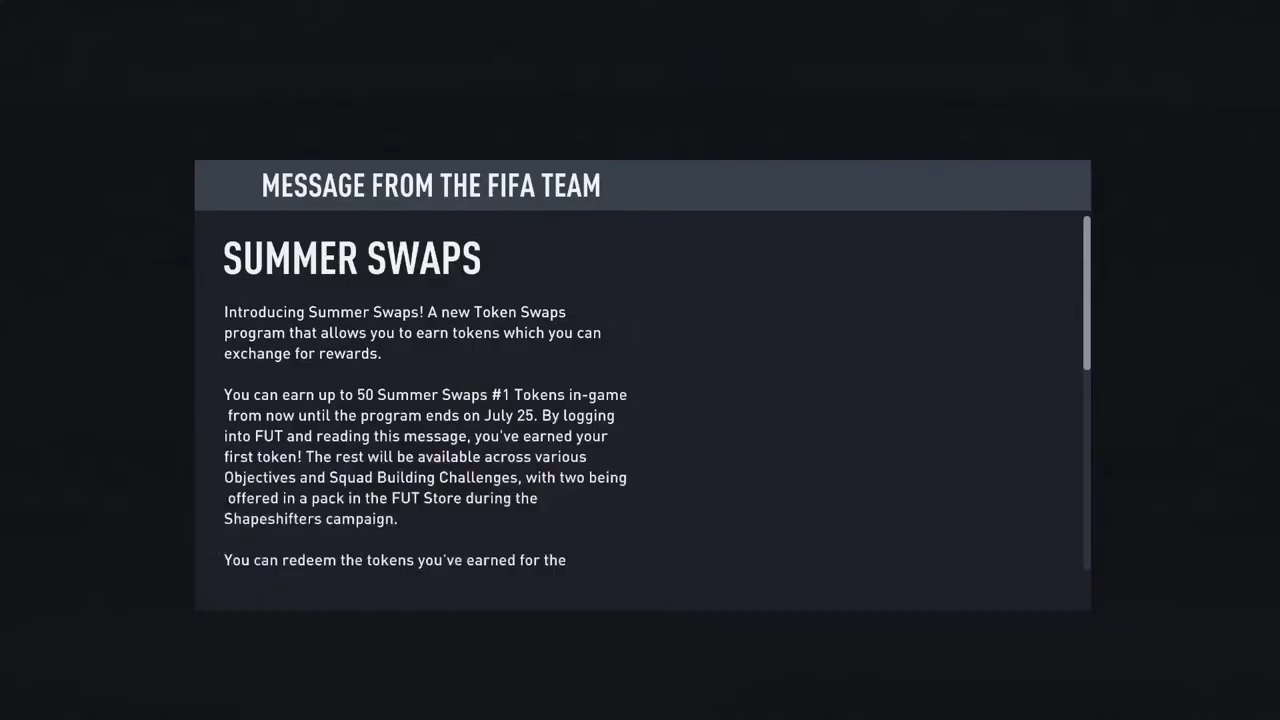 MESSAGE FROM THE FIFA TEAM
SUMMER SWAPS
Introducing Summer Swaps! A new Token Swaps
program that allows you to earn tokens which you can
exchange for rewards.
You can earn up to 50 Summer Swaps #1 Tokens in-game
from now until the program ends on July 25. By logging
into FUT and reading this message, you've earned your
first token! The rest will be available across various
Objectives and Squad Building Challenges, with two being
offered in a pack in the FUT Store during the
Shapeshifters campaign.
You can redeem the tokens you've earned for the